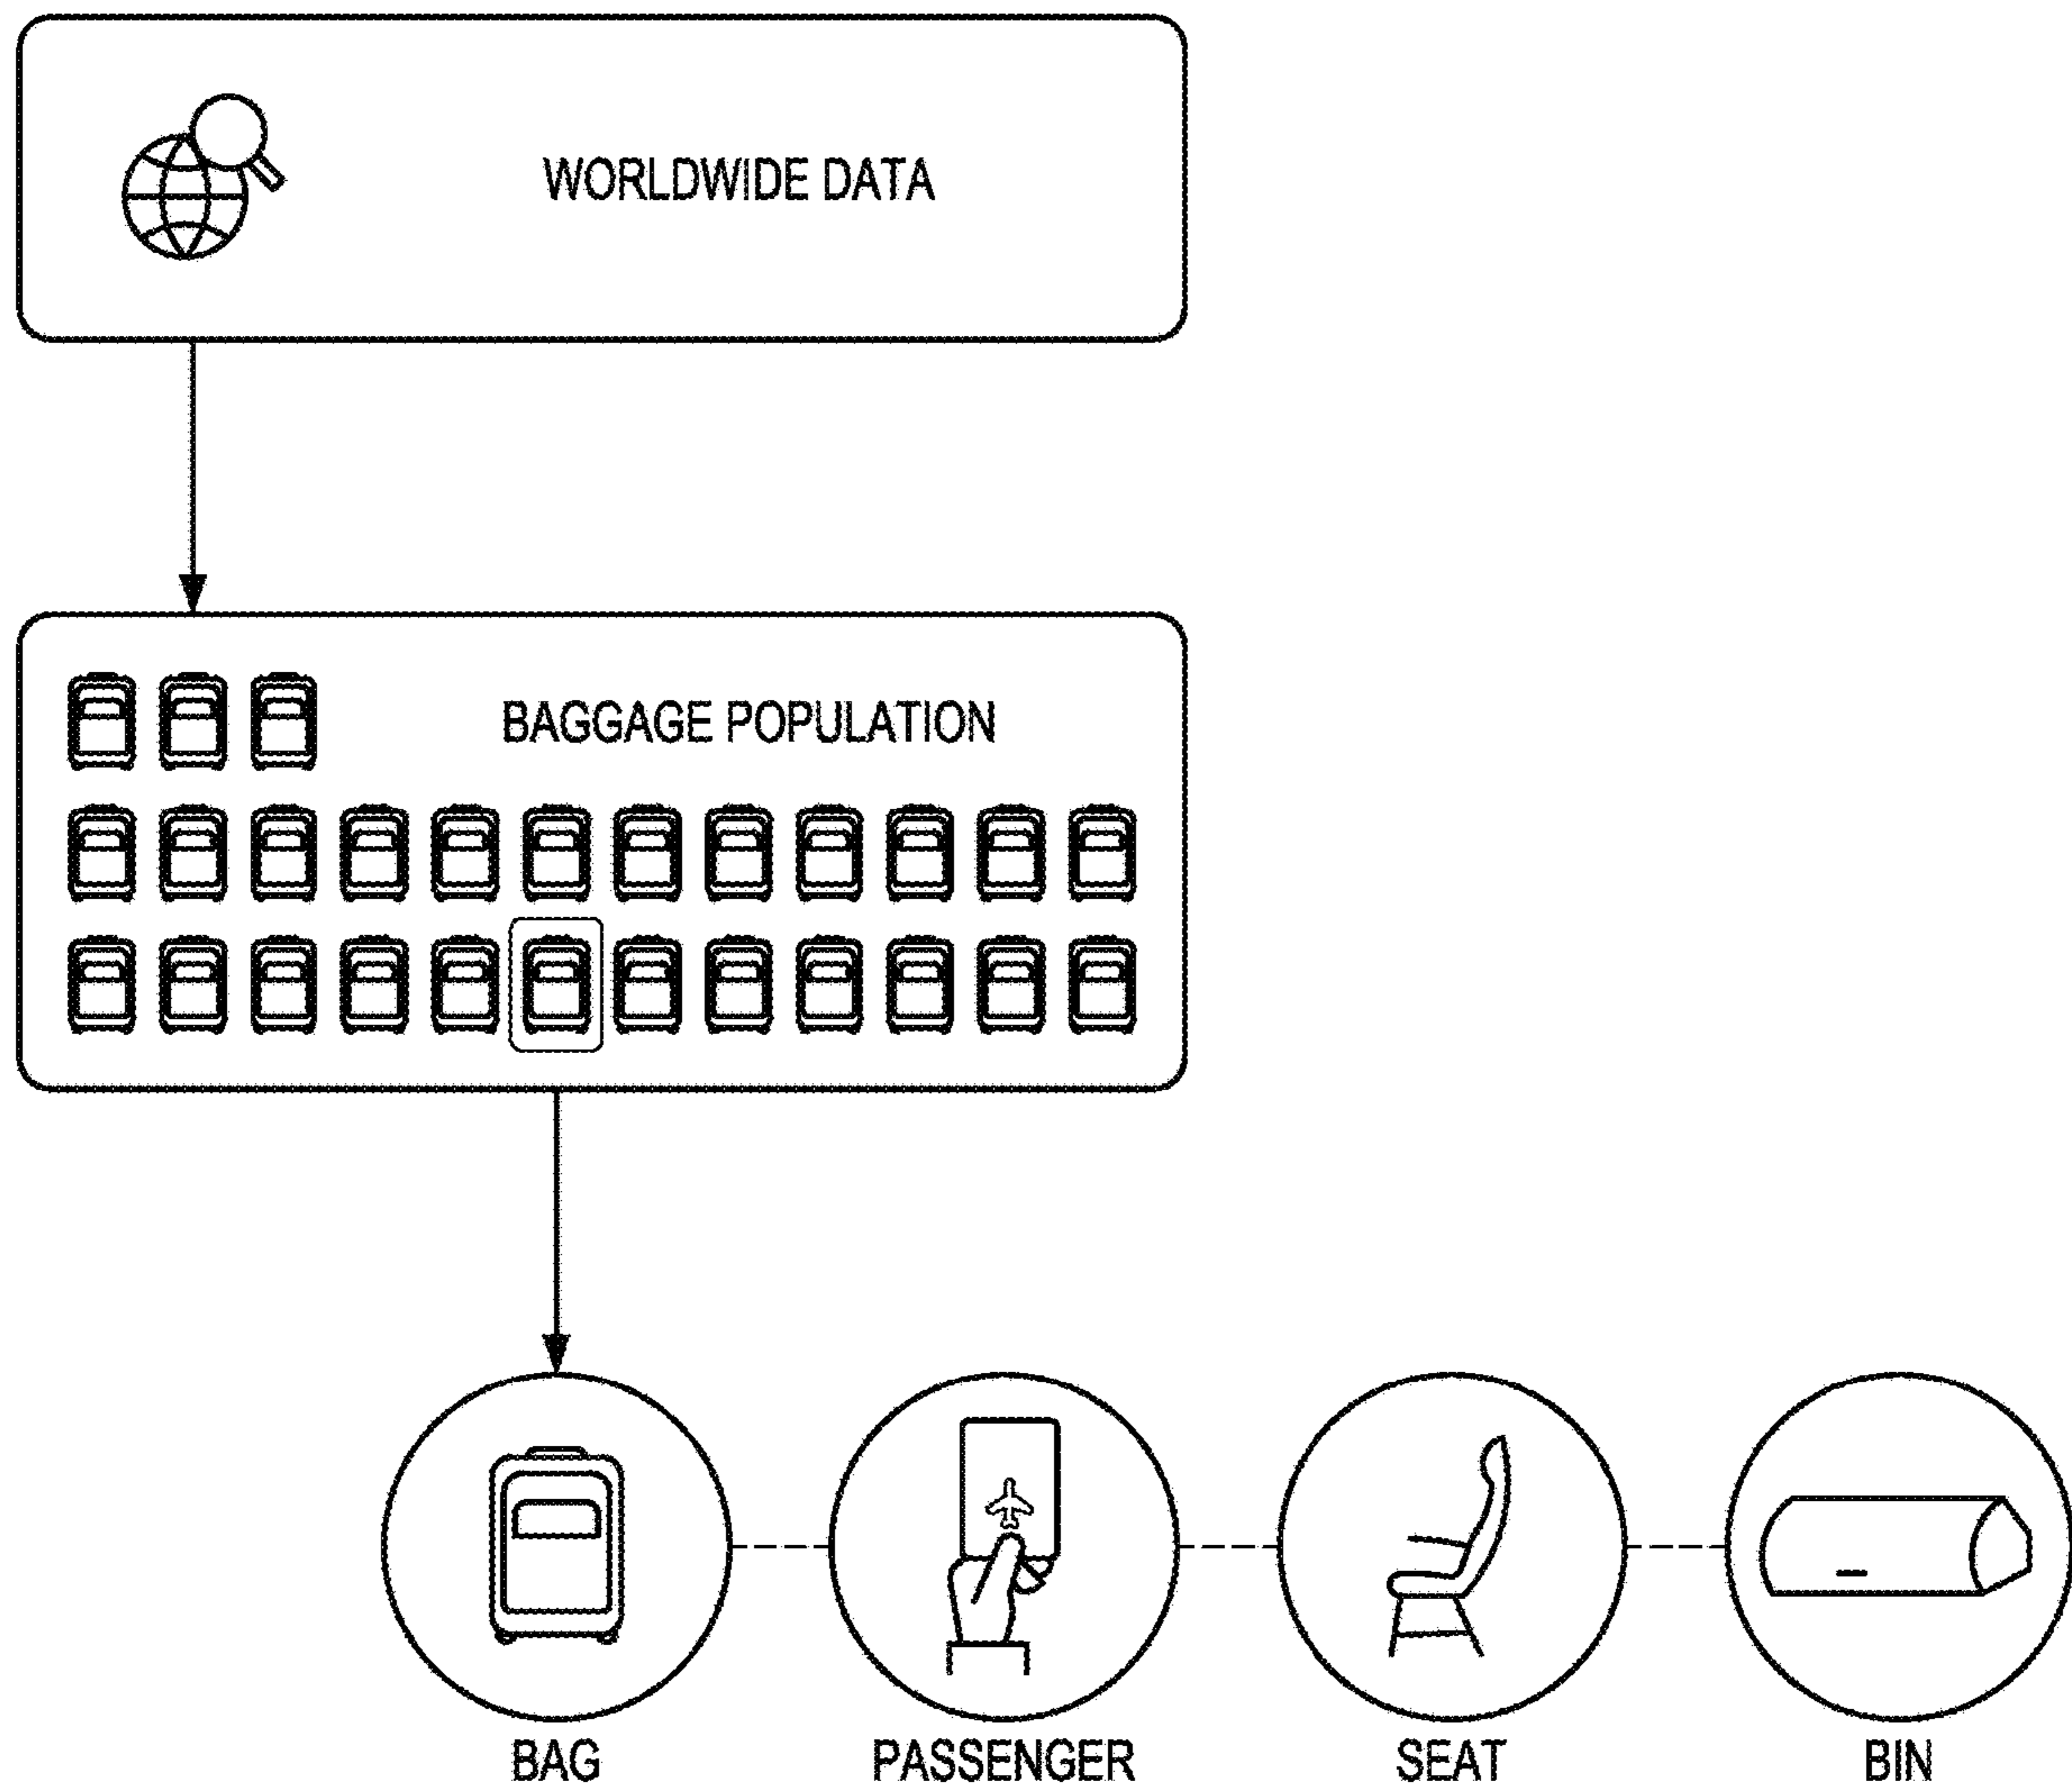 WORLDWIDE DATA
BAGGAGE POPULATION
BAG
PASSENGER
SEAT
BIN